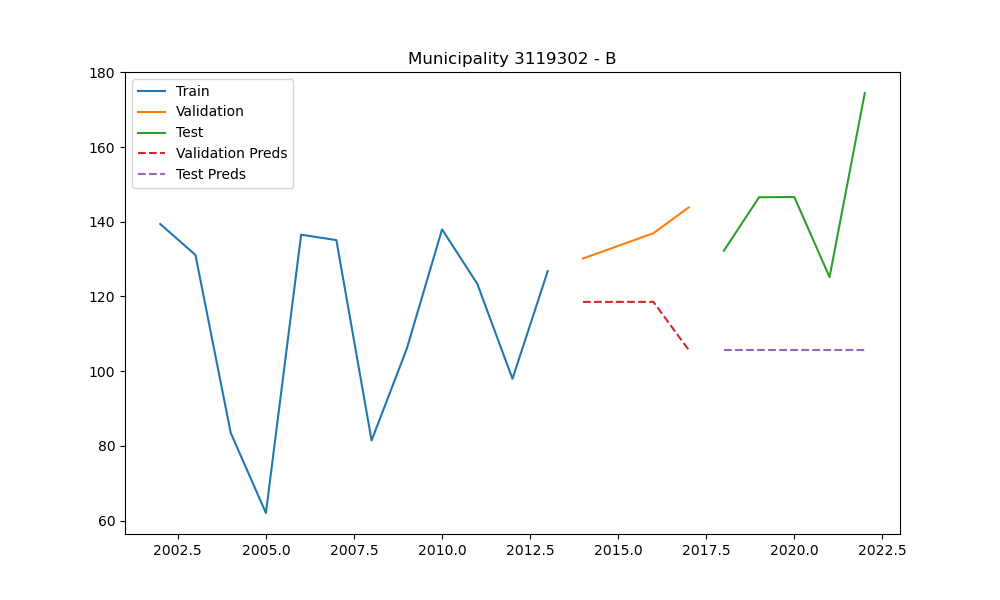 Municipality 3119302 - B
Train
Validation
Test
Validation Preds
Test Preds
180
160
140
120
100
80
60
2002.5 2005.0 2007.5 2010.0 2012.5 2015.0 2017.5 2020.0 2022.5